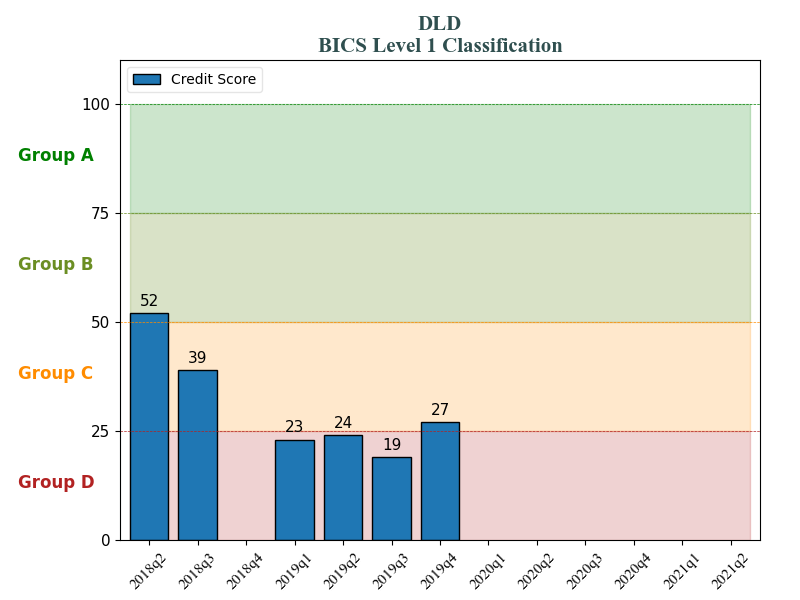 DLD
BICS Level 1 Classification
Credit Score
100
Group A
75
Group B
52
50
39
Group C
27
25
23
24
19
Group D
0
2018q2
2018q3
2018q4
2019q1
2019q2
2019q3
2019q4
2020q1
2020q2
2020q3
2020q4
2021q1
2021q2